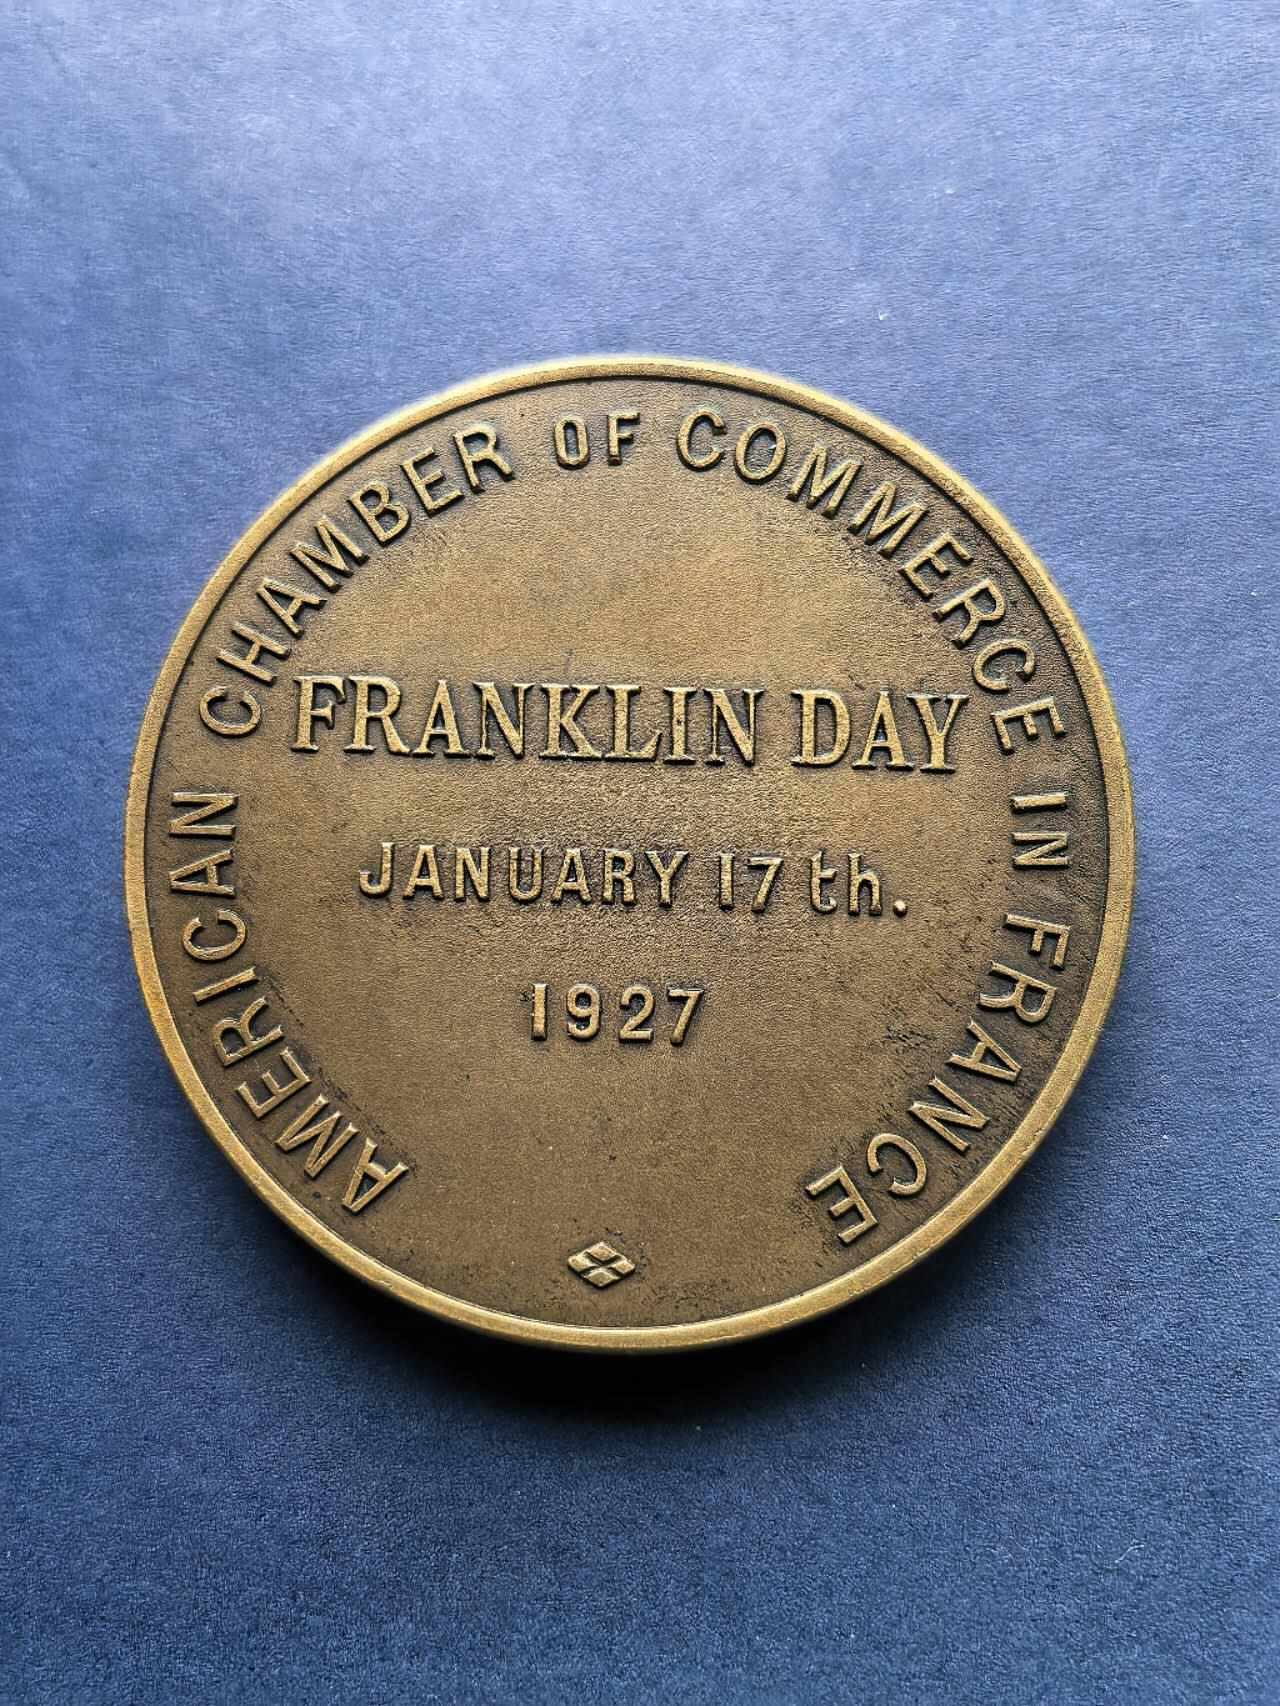 AMERICAN CHAMBER OF COMMERCE IN FRANCE
FRANKLIN DAY
JANUARY 17th.
1927